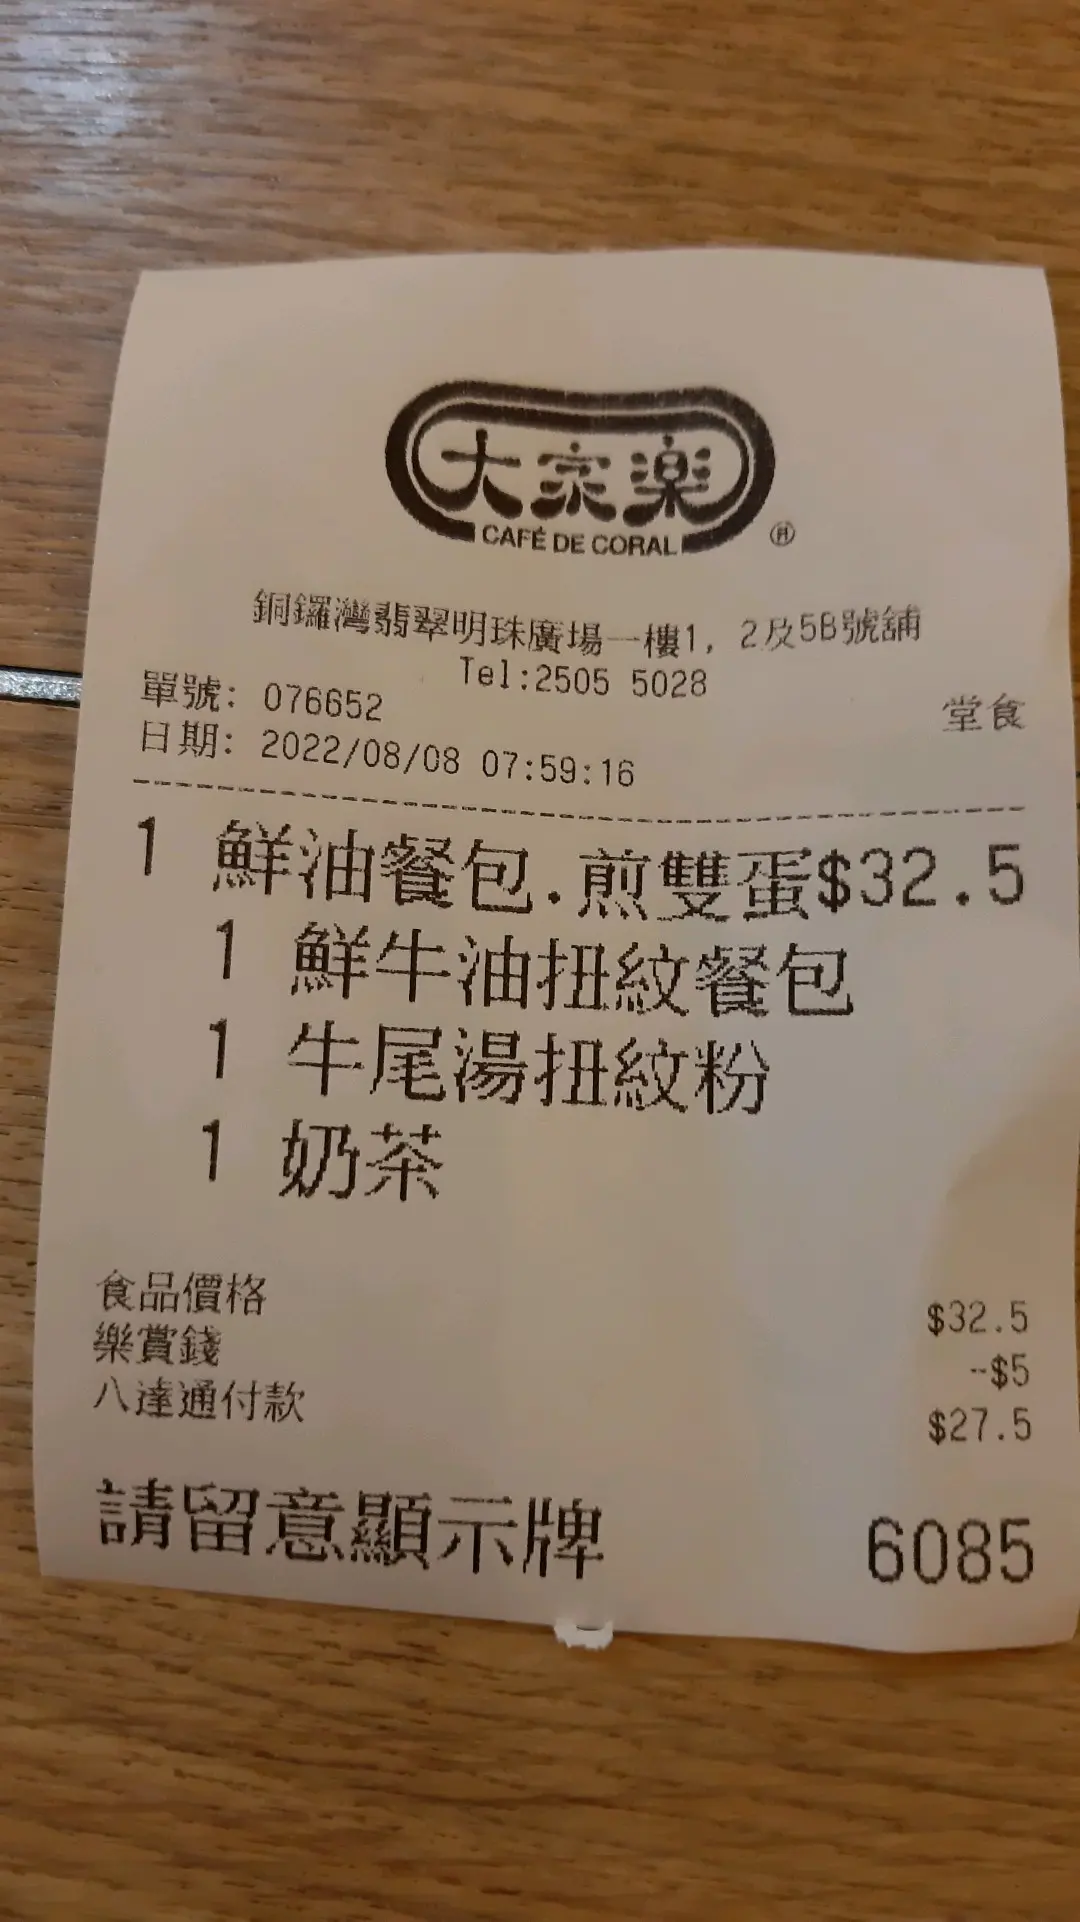 大家樂
CAFÉ DE CORAL
銅鑼灣翡翠明珠廣場一樓1, 2及5B號舖
Tel:2505 5028
單號: 076652 堂食
日期: 2022/08/08 07:59:16
1 鮮油餐包.煎雙蛋$32.5
1 鮮牛油扭紋餐包
1 牛尾湯扭紋粉
1 奶茶
食品價格 $32.5
樂賞錢 -$5
八達通付款 $27.5
請留意顯示牌 6085